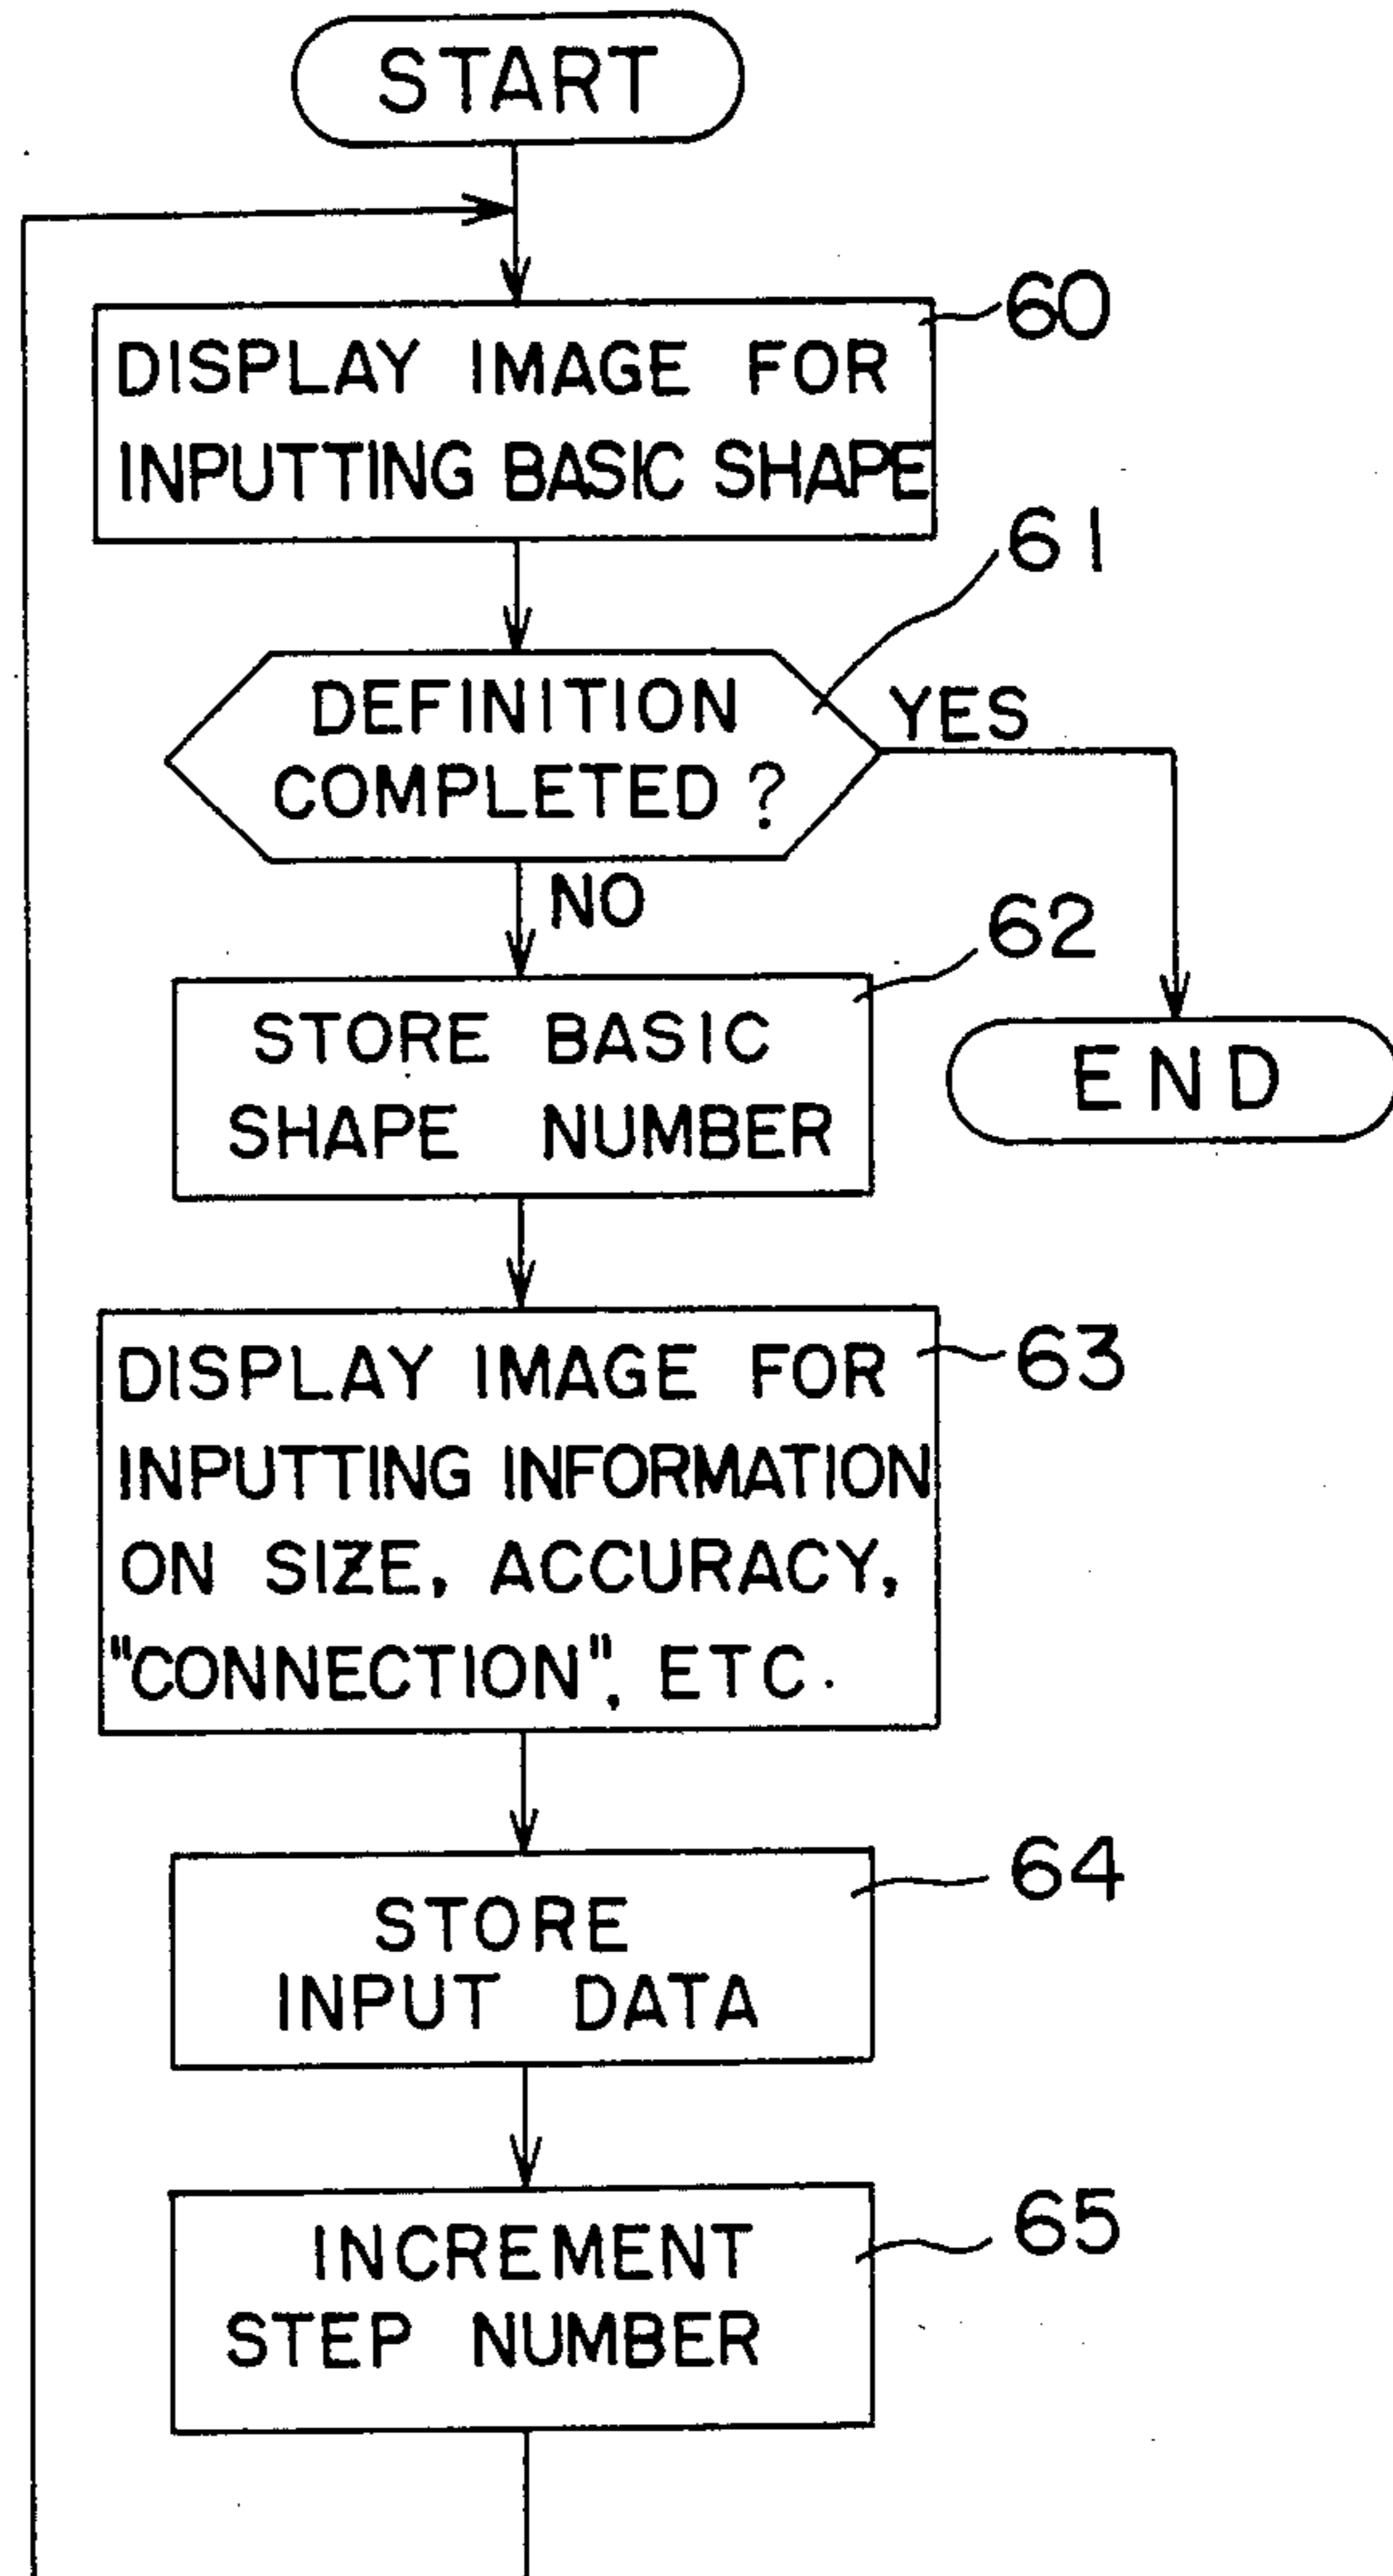 START
60
DISPLAY IMAGE FOR
INPUTTING BASIC SHAPE
61
DEFINITION
COMPLETED ?
YES
NO
62
STORE BASIC
SHAPE NUMBER
END
63
DISPLAY IMAGE FOR
INPUTTING INFORMATION
ON SIZE, ACCURACY,
"CONNECTION", ETC.
64
STORE
INPUT DATA
65
INCREMENT
STEP NUMBER